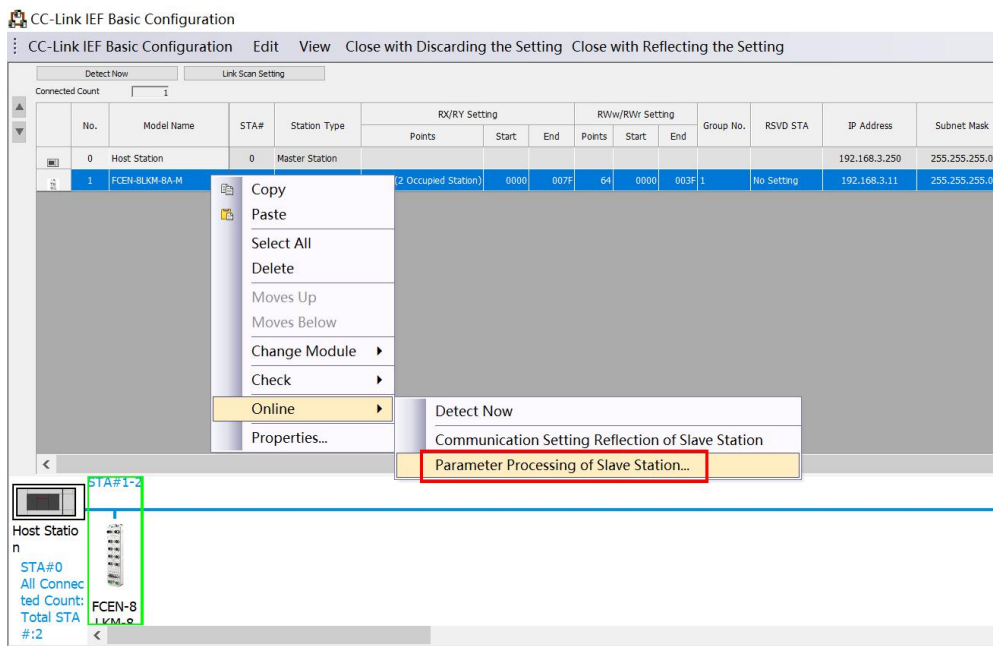 CC-Link IEF Basic Configuration
CC-Link IEF Basic Configuration Edit View Close with Discarding the Setting Close with Reflecting the Setting
Detect Now Link Scan Setting
Connected Count 1
No. Model Name STA# Station Type RX/RY Setting RWw/RWr Setting Group No. RSVD STA IP Address Subnet Mask
Points Start End Points Start End
0 Host Station 0 Master Station 192.168.3.250 255.255.255.0
1 FCEN-8LKM-8A-M (2 Occupied Station) 0000 007F 64 0000 003F 1 No Setting 192.168.3.11 255.255.255.0
Copy
Paste
Select All
Delete
Moves Up
Moves Below
Change Module
Check
Online
Properties...
Detect Now
Communication Setting Reflection of Slave Station
Parameter Processing of Slave Station...
STA#1-2
Host Statio
n
STA#0
All Connec
ted Count:
Total STA
#:2
FCEN-8
LKM-8